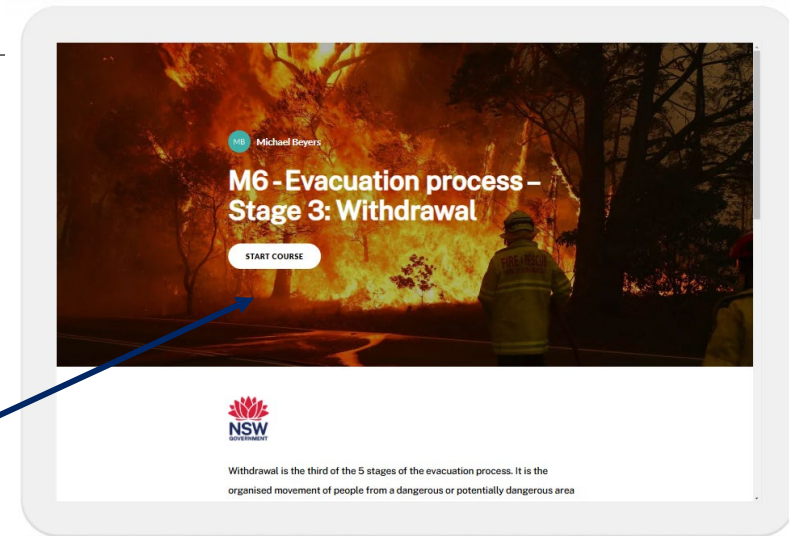 MB Michael Beyers
M6 - Evacuation process –
Stage 3: Withdrawal
START COURSE
FIRE & RESCUE
NSW
GOVERNMENT
Withdrawal is the third of the 5 stages of the evacuation process. It is the
organised movement of people from a dangerous or potentially dangerous area